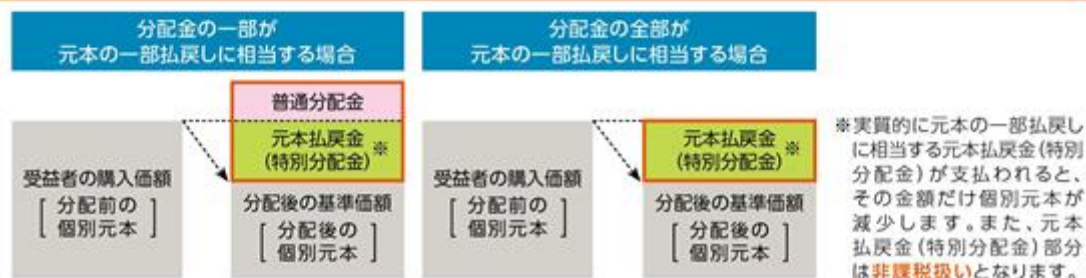 分配金の一部が
元本の一部払戻しに相当する場合
普通分配金
元本払戻金
(特別分配金)※
受益者の購入価額
[分配前の
個別元本]
分配後の基準価額
[分配後の
個別元本]
分配金の全部が
元本の一部払戻しに相当する場合
元本払戻金
(特別分配金)※
受益者の購入価額
[分配前の
個別元本]
分配後の基準価額
[分配後の
個別元本]
※実質的に元本の一部払戻し
に相当する元本払戻金(特別
分配金)が支払われると、
その金額だけ個別元本が
減少します。また、元本
払戻金(特別分配金)部分
は非課税扱いとなります。